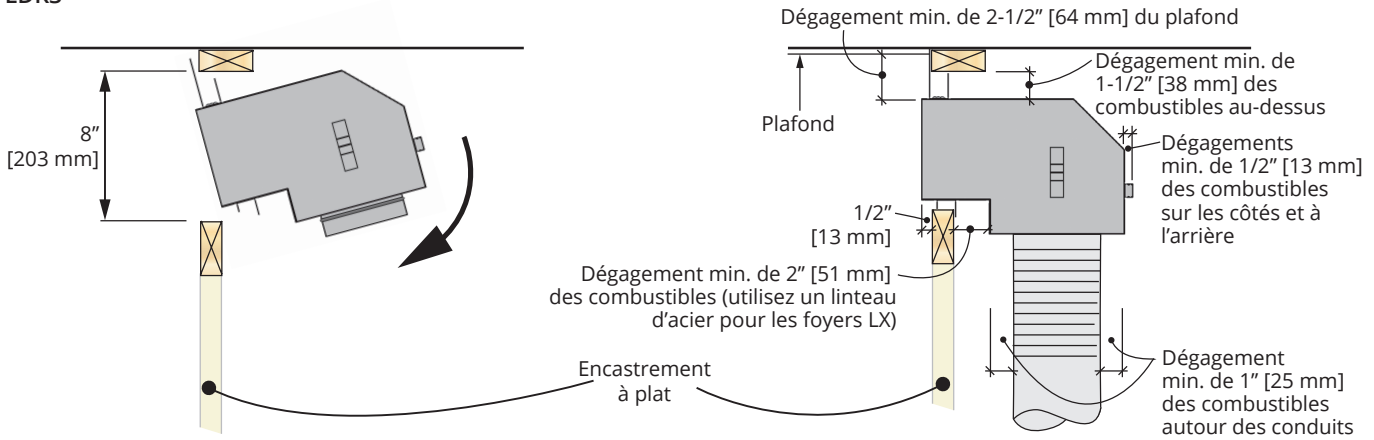 Dégagement min. de 2-1/2” [64 mm] du plafond
8”
[203 mm]
Plafond
Dégagement min. de
1-1/2” [38 mm] des
combustibles au-dessus
Dégagements
min. de 1/2” [13 mm]
des combustibles
sur les côtés et à
l’arrière
1/2”
[13 mm]
Dégagement min. de 2” [51 mm]
des combustibles (utilisez un linteau
d’acier pour les foyers LX)
Encastrement
à plat
Dégagement
min. de 1” [25 mm]
des combustibles
autour des conduits